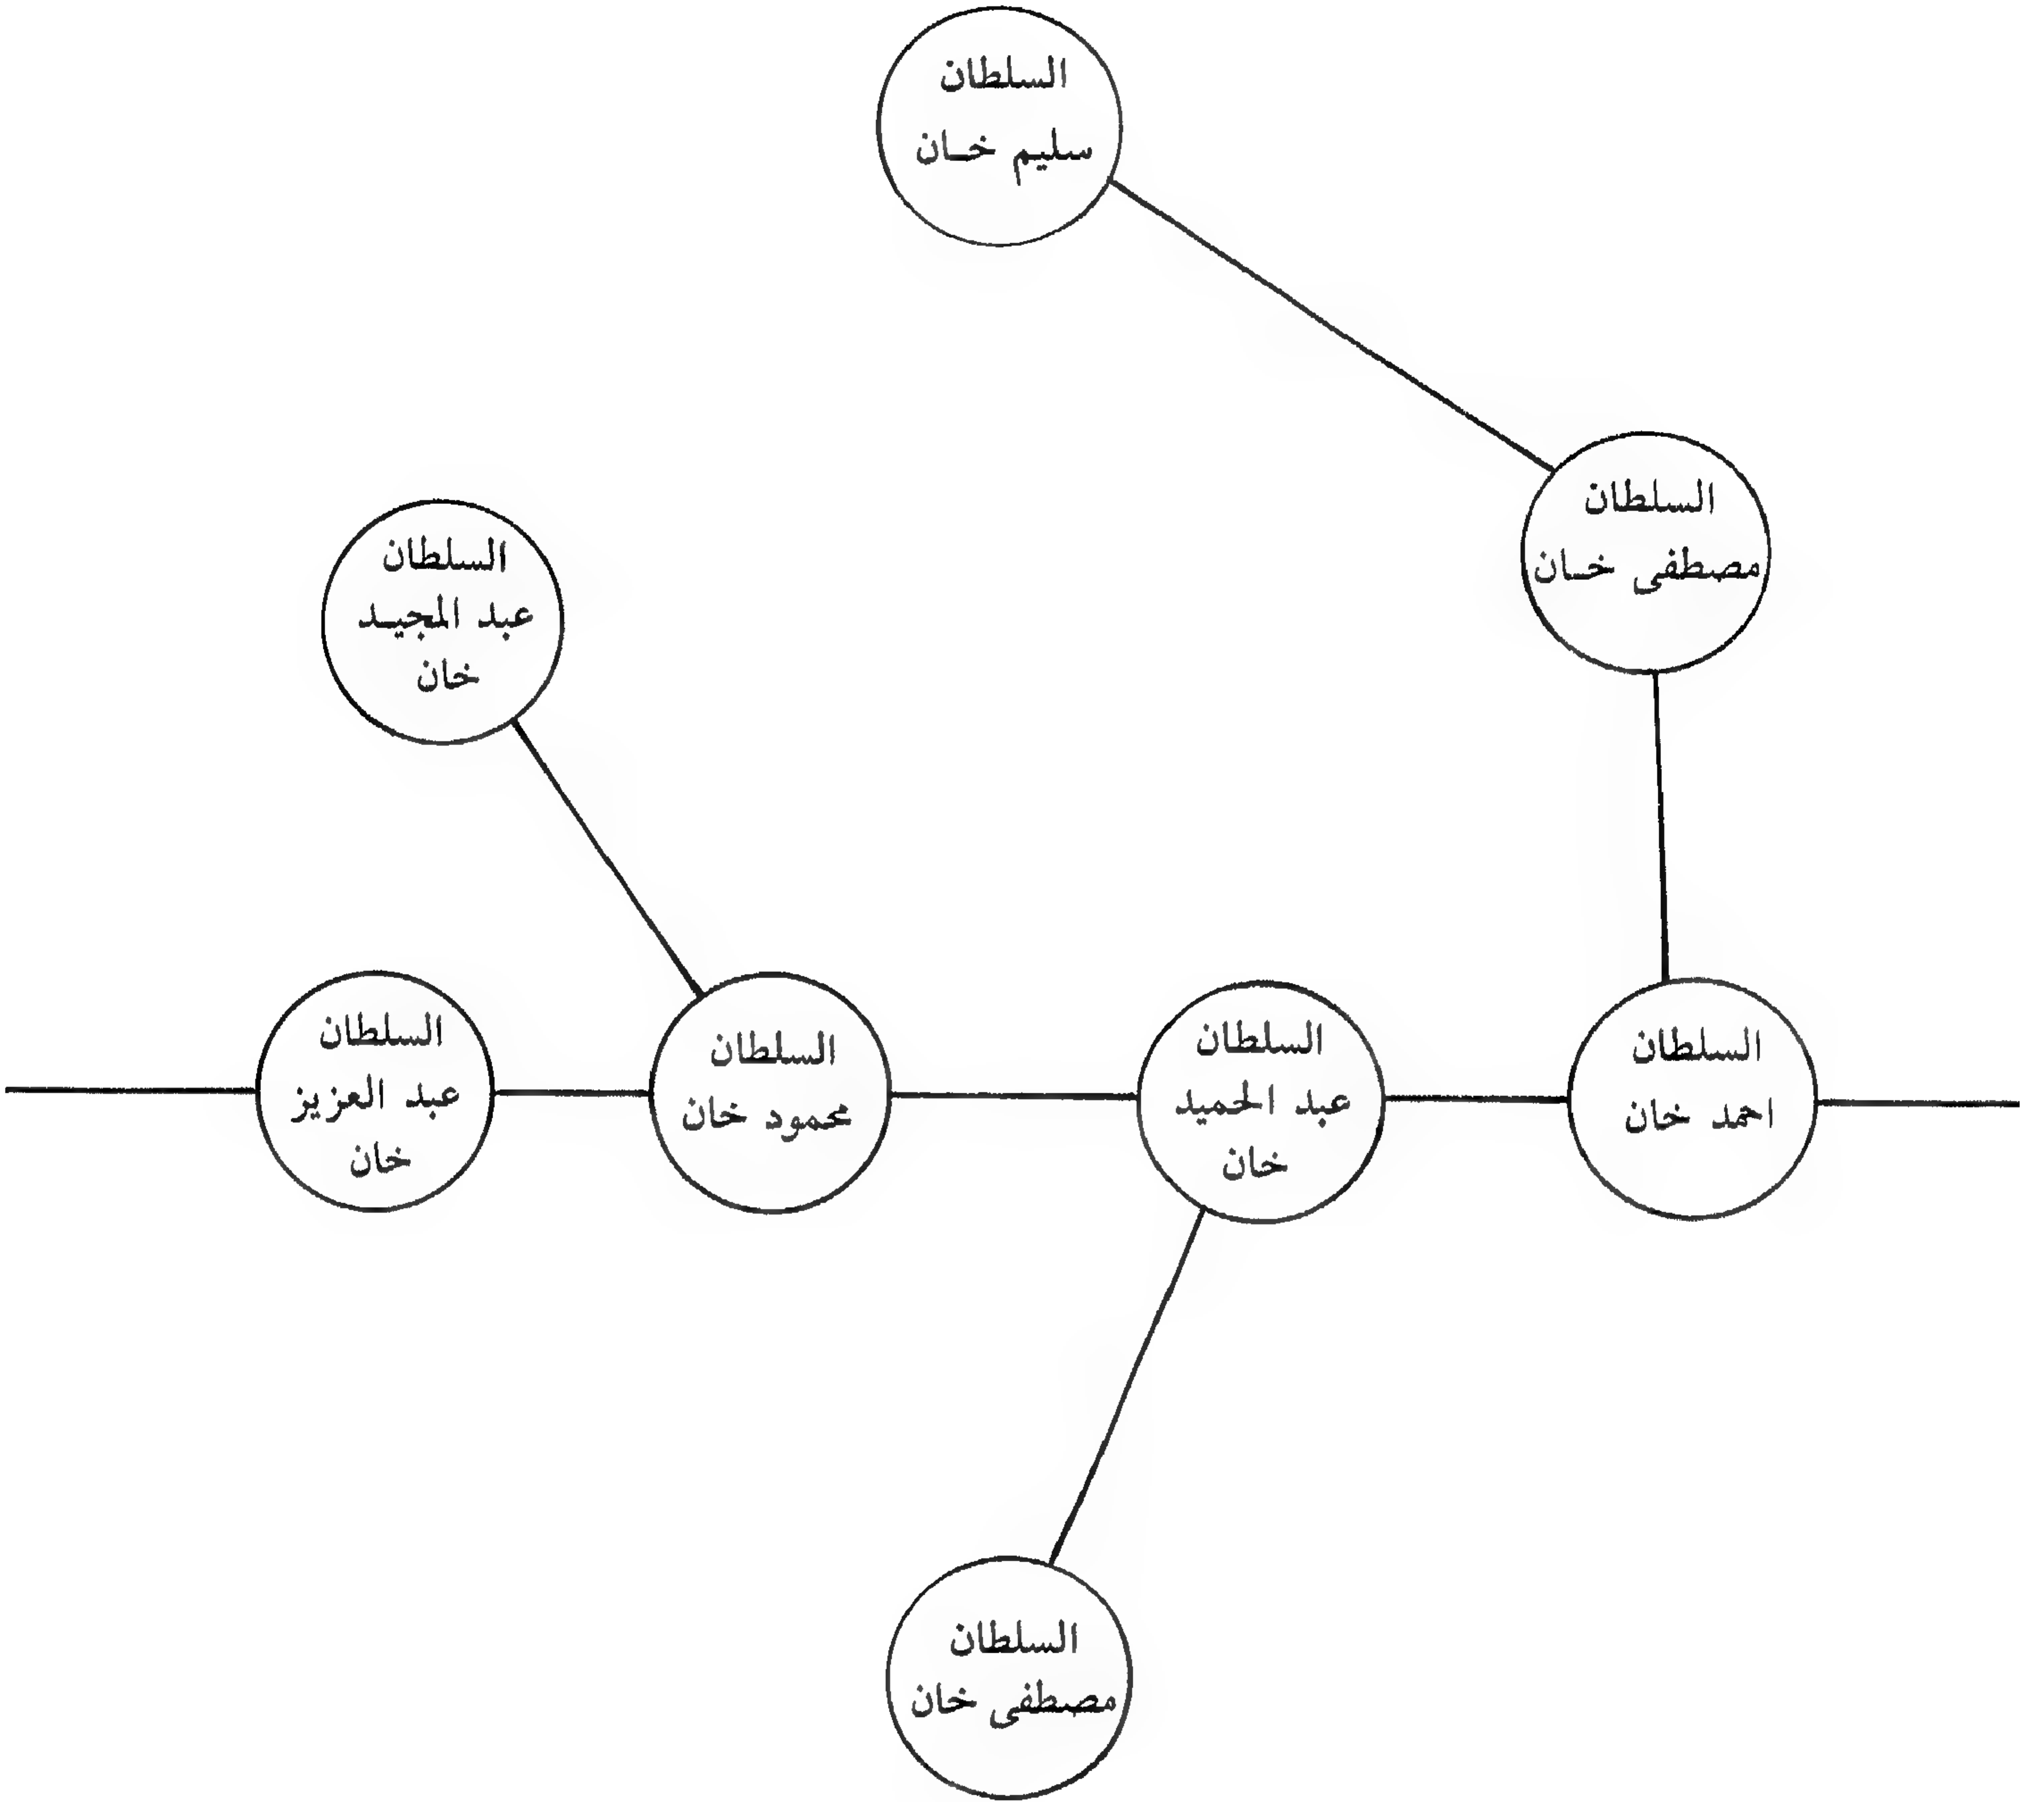 السلطان
سليم خان
السلطان
مصطفى خان
السلطان
عبد المجيد
خان
السلطان
احمد خان
السلطان
عبد الحميد
خان
السلطان
محمود خان
السلطان
عبد العزيز
خان
السلطان
مصطفى خان